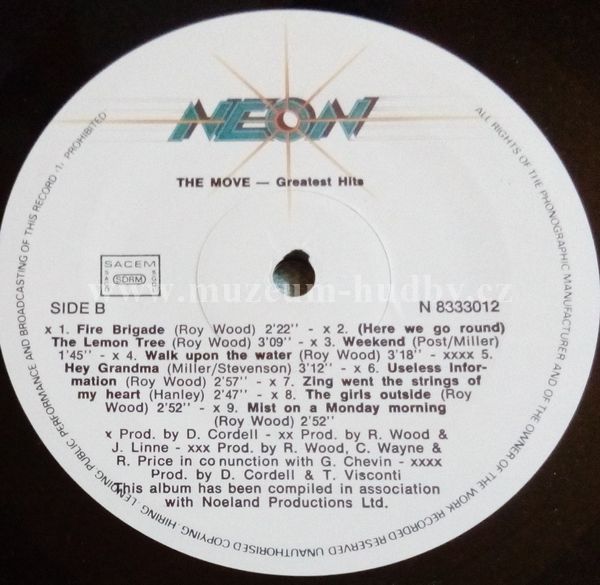 NEON
THE MOVE — Greatest Hits
SACEM
SDRM
SACD
SIDE B
N 8333012
www.muzeum-hudby.cz
x 1. Fire Brigade (Roy Wood) 2'22" - x 2. (Here we go round)
The Lemon Tree (Roy Wood) 3'09" - x 3. Weekend (Post/Miller)
1'45" - x 4. Walk upon the water (Roy Wood) 3'18" - xxxx 5.
Hey Grandma (Miller/Stevenson) 3'12" - x 6. Useless Infor-
mation (Roy Wood) 2'57" - x 7. Zing went the strings of
my heart (Hanley) 2'47" - x 8. The girls outside (Roy
Wood) 2'52" - x 9. Mist on a Monday morning
(Roy Wood) 2'52"
x Prod. by D. Cordell - xx Prod. by R. Wood &
J. Linne - xxx Prod. by R. Wood, C. Wayne &
R. Price in co nunction with G. Chevin - xxxx
Prod. by D. Cordell & T. Visconti
This album has been compiled in association
with Noeland Productions Ltd.
ALL RIGHTS OF THE PHONOGRAPHIC MANUFACTURER AND OF THE OWNER OF THE WORK RECORDED RESERVED UNAUTHORISED COPYING. HIRING. LENDING PUBLIC PERFORMANCE AND BROADCASTING OF THIS RECORD PROHIBITED